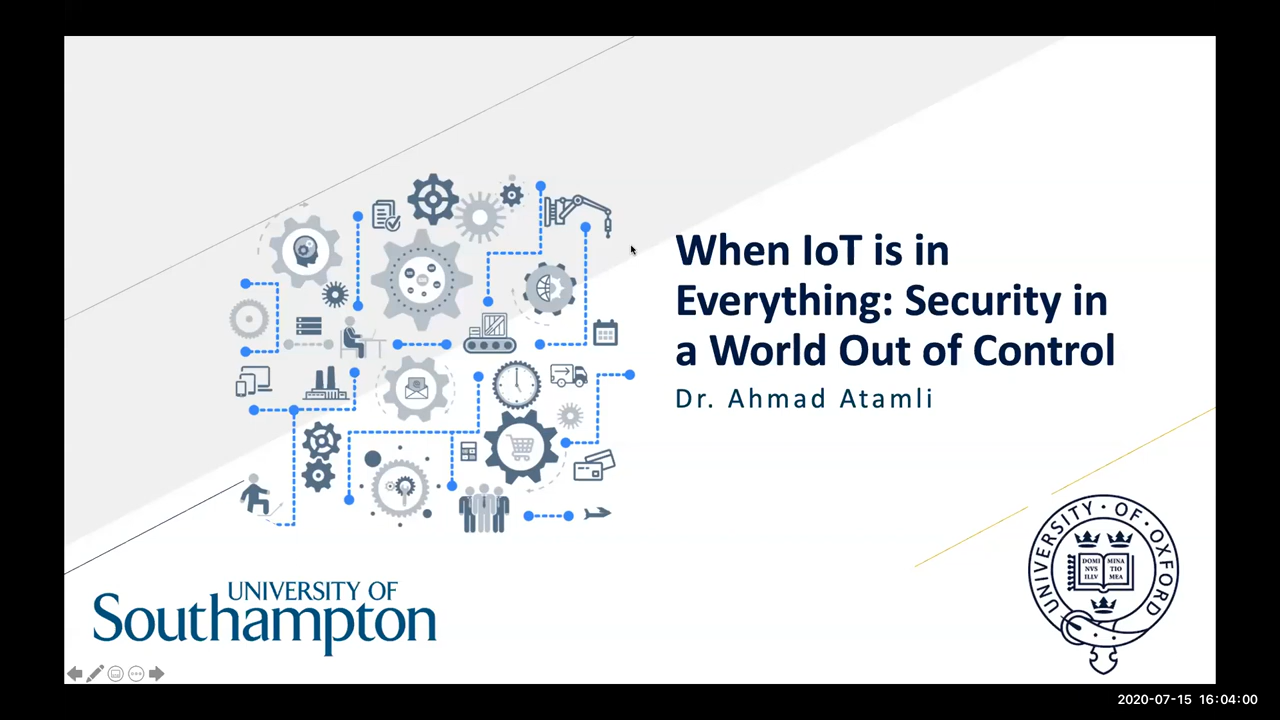 When IoT is in
Everything: Security in
a World Out of Control
Dr. Ahmad Atamli
UNIVERSITY OF
Southampton
UNIVERSITY · OF · OXFORD
DOMI MINA
NVS TIO
ILLV MEA
2020-07-15 16:04:00